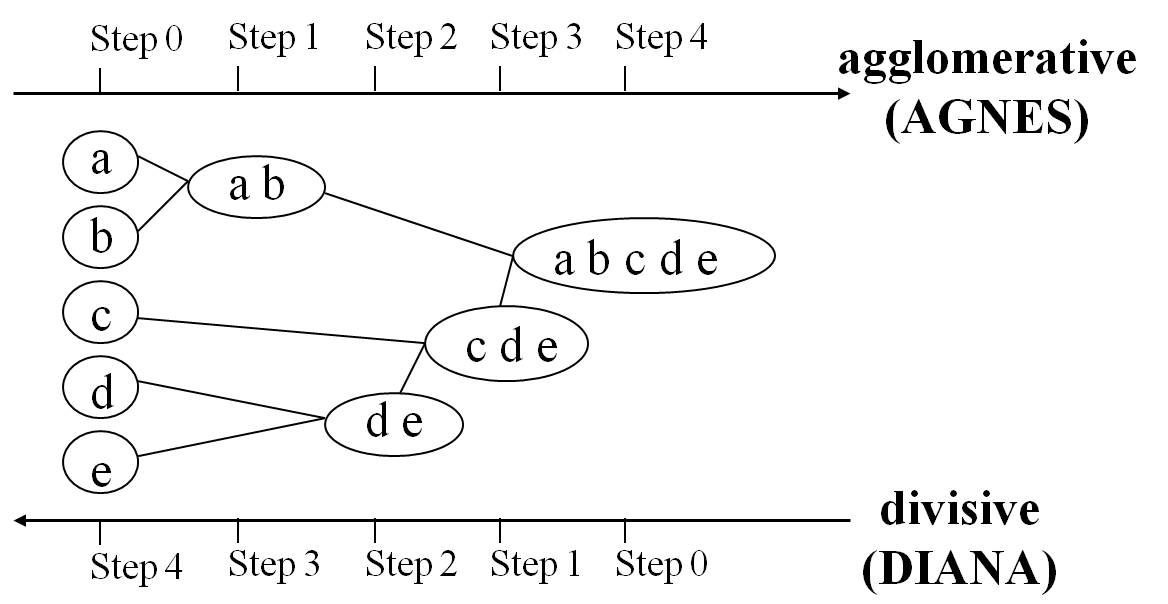 Step 0 Step 1 Step 2 Step 3 Step 4
agglomerative
(AGNES)
a
a b
b
a b c d e
c
c d e
d
d e
e
divisive
(DIANA)
Step 4 Step 3 Step 2 Step 1 Step 0